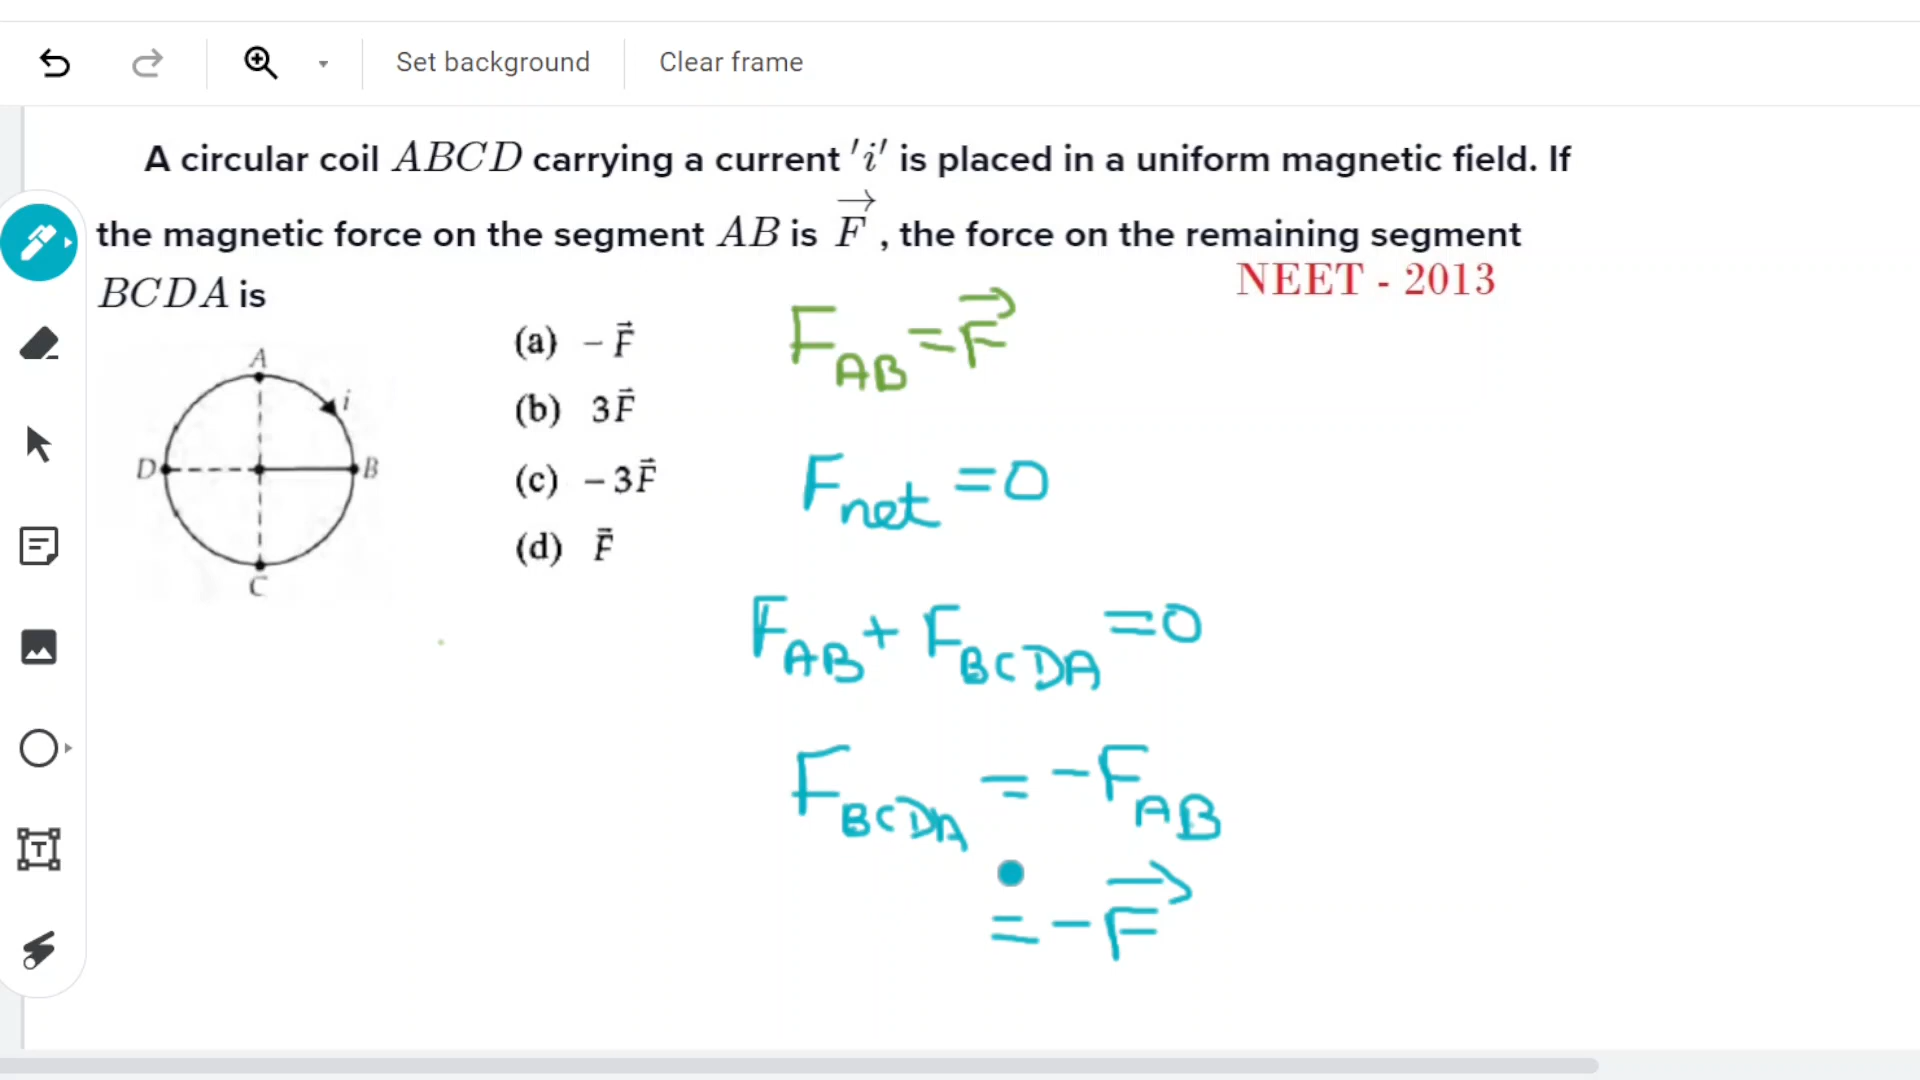 Set background Clear frame
A circular coil ABCD carrying a current 'i' is placed in a uniform magnetic field. If
the magnetic force on the segment AB is F⃗ , the force on the remaining segment
BCDA is
NEET - 2013
A
i
D
B
C
(a) – F⃗
(b) 3F⃗
(c) – 3F⃗
(d) F⃗
F_AB = F⃗
F_net = 0
F_AB + F_BCDA = 0
F_BCDA = - F_AB
= - F⃗